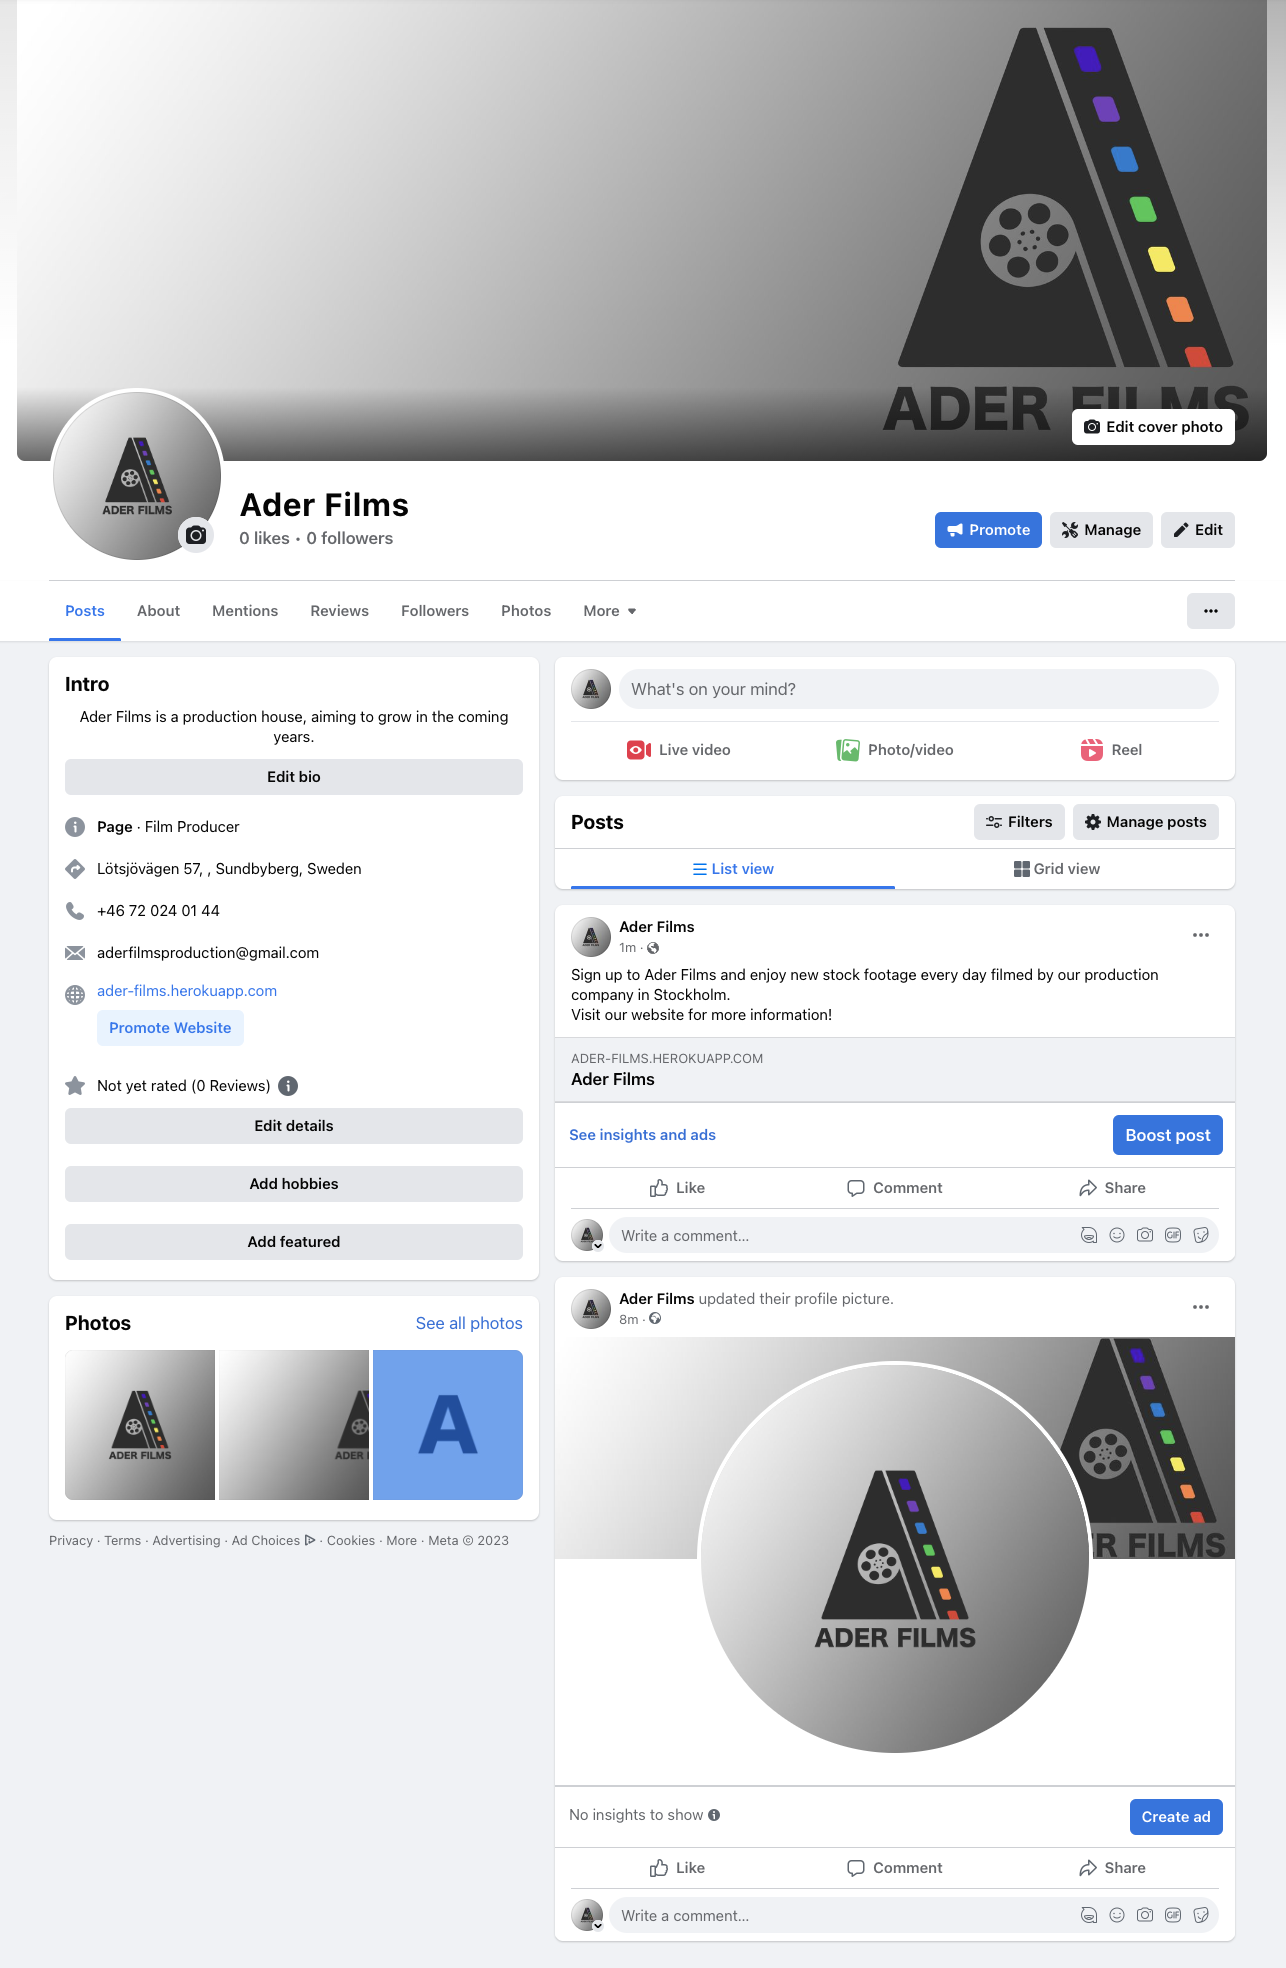 ADER FILMS
Edit cover photo
ADER FILMS
Ader Films
0 likes • 0 followers
Promote
Manage
Edit
Posts
About
Mentions
Reviews
Followers
Photos
More
Intro
Ader Films is a production house, aiming to grow in the coming
years.
Edit bio
Page · Film Producer
Lötsjövägen 57, , Sundbyberg, Sweden
+46 72 024 01 44
aderfilmsproduction@gmail.com
ader-films.herokuapp.com
Promote Website
Not yet rated (0 Reviews)
Edit details
Add hobbies
Add featured
Photos
See all photos
ADER FILMS
ADER F
A
Privacy · Terms · Advertising · Ad Choices · Cookies · More · Meta © 2023
What's on your mind?
Live video
Photo/video
Reel
Posts
Filters
Manage posts
List view
Grid view
Ader Films
1m ·
Sign up to Ader Films and enjoy new stock footage every day filmed by our production
company in Stockholm.
Visit our website for more information!
ADER-FILMS.HEROKUAPP.COM
Ader Films
See insights and ads
Boost post
Like
Comment
Share
Write a comment...
GIF
Ader Films updated their profile picture.
8m ·
R FILMS
ADER FILMS
No insights to show
Create ad
Like
Comment
Share
Write a comment...
GIF